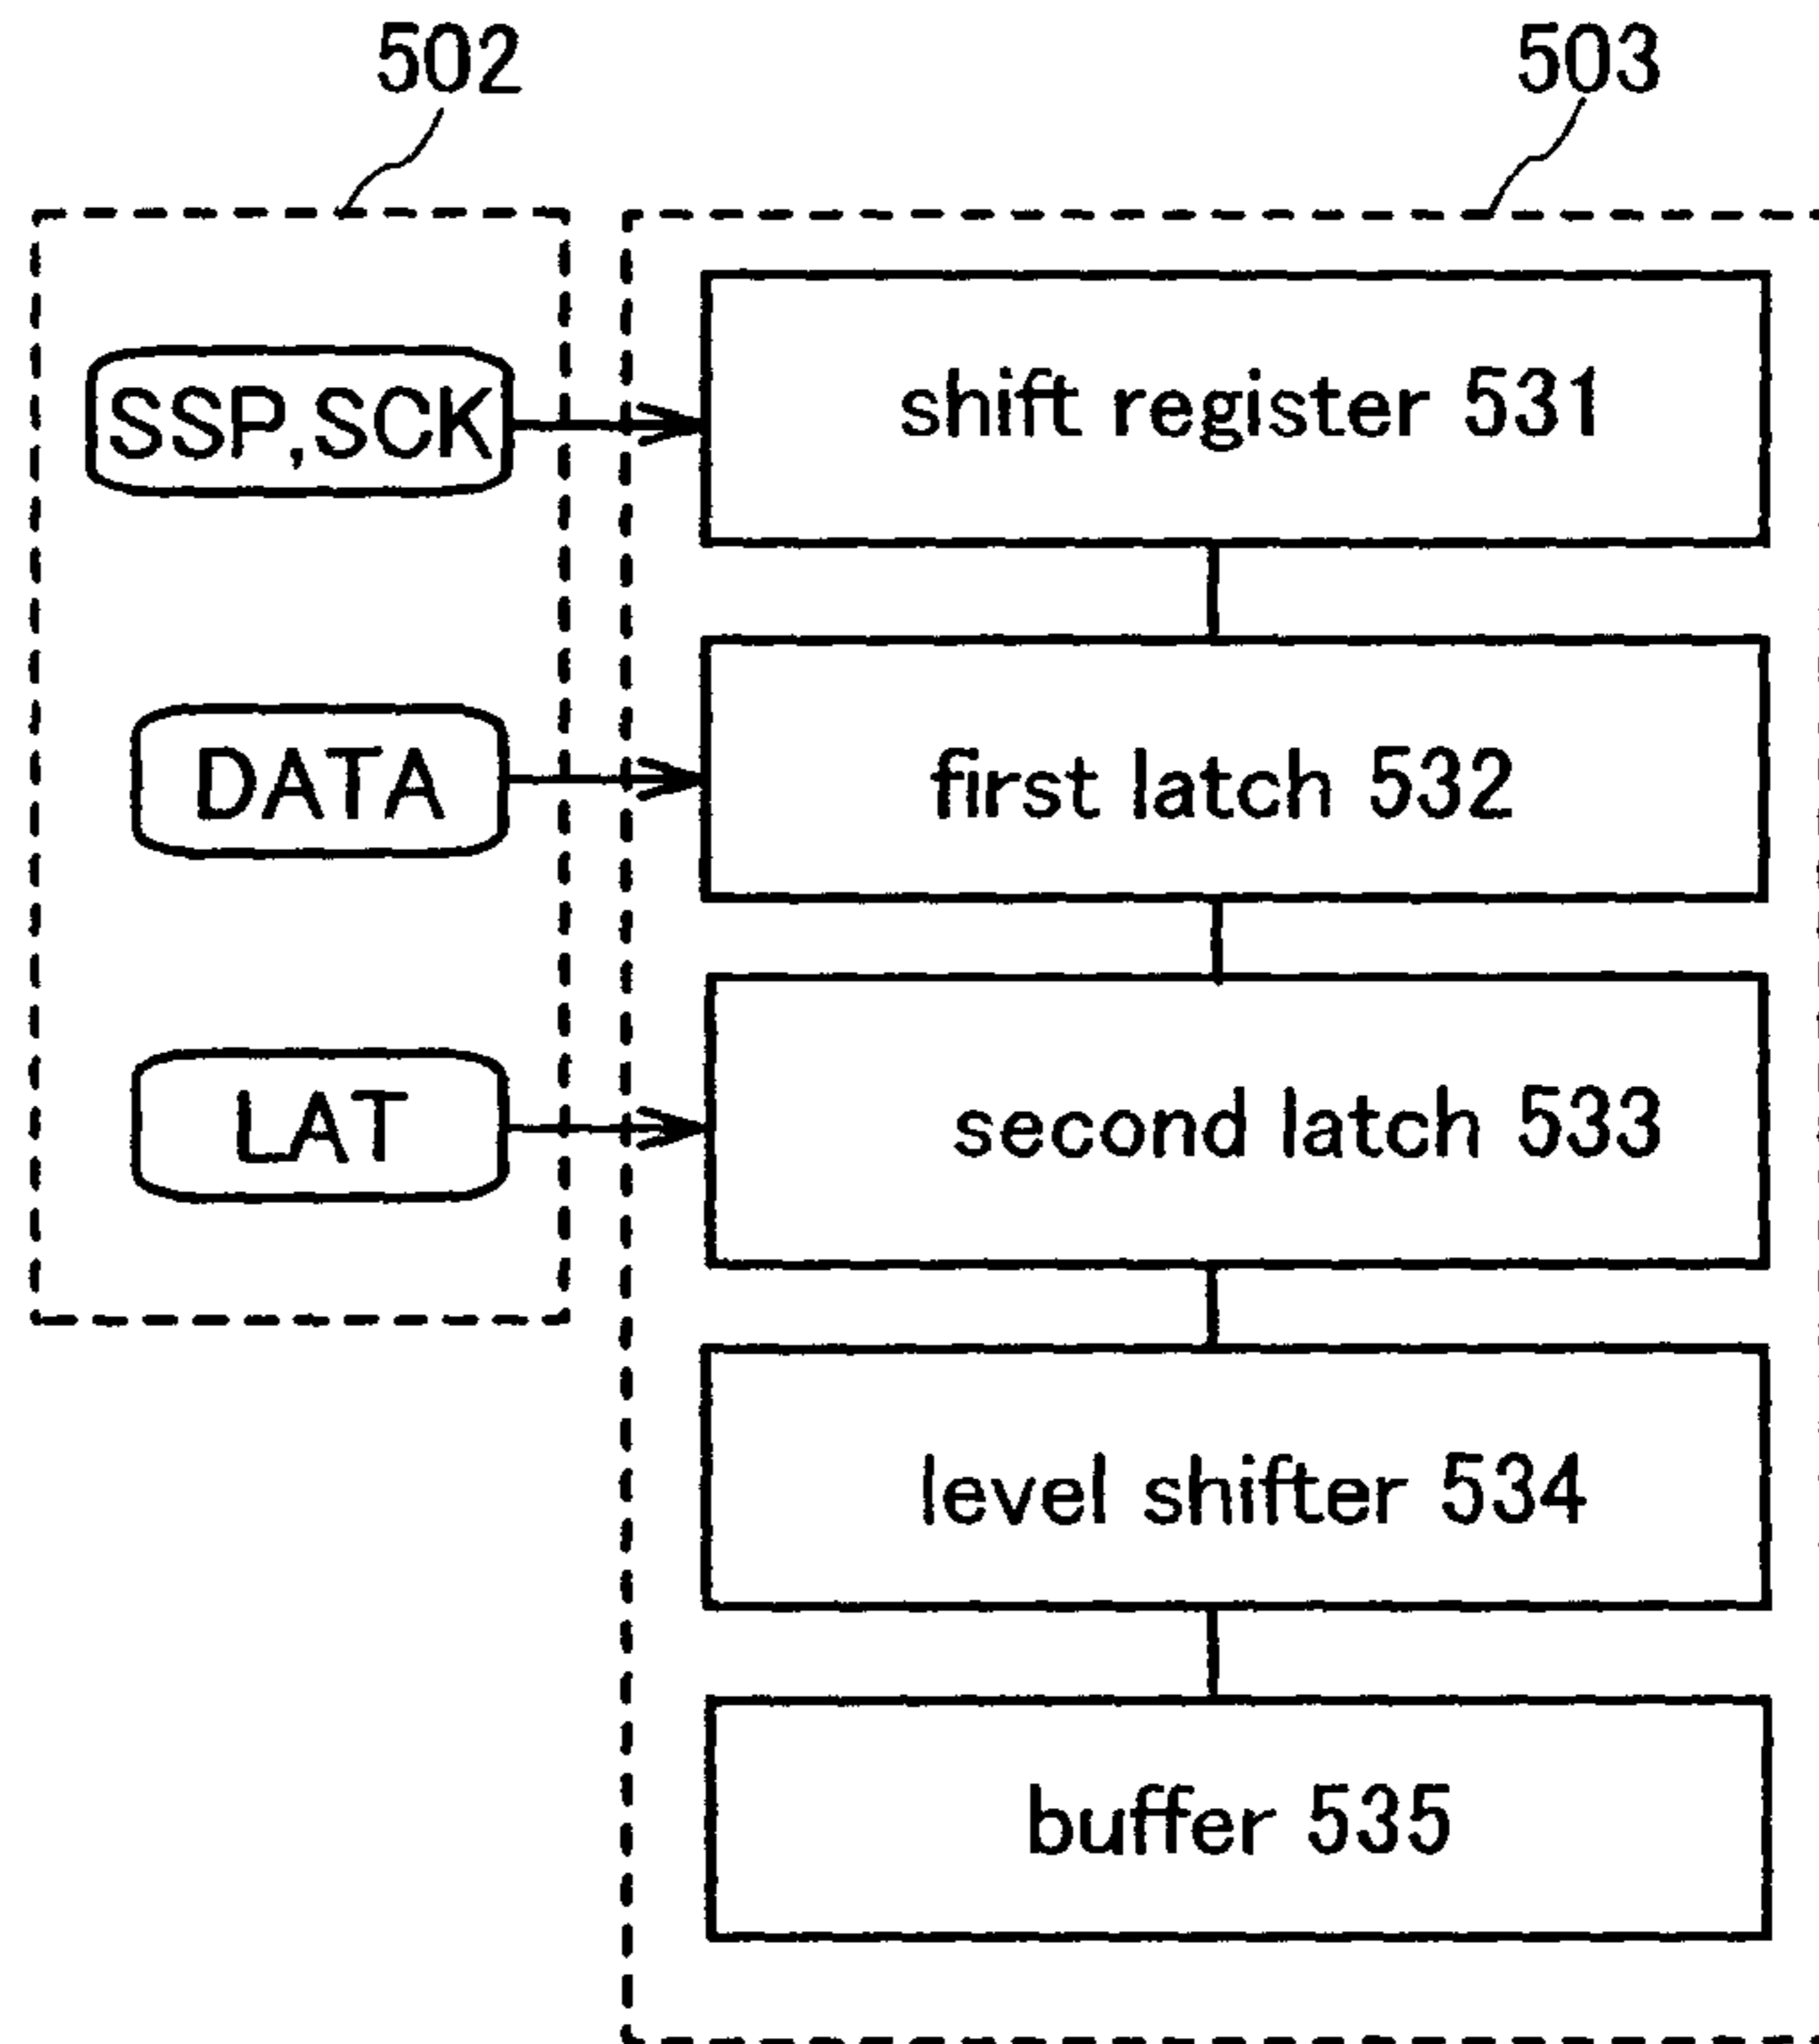 502
503
SSP,SCK
shift register 531
DATA
first latch 532
LAT
second latch 533
level shifter 534
buffer 535